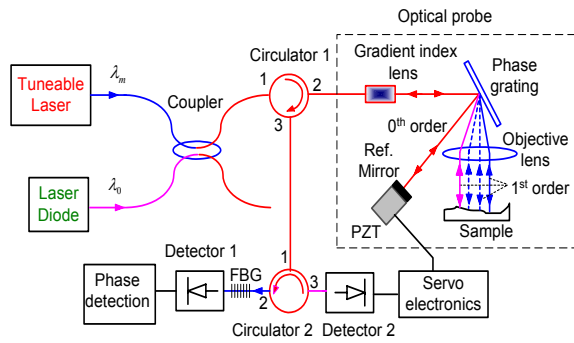 Optical probe
Tuneable
Laser
λm
Coupler
Circulator 1
1
2
3
Gradient index
lens
Phase
grating
0th order
Objective
lens
Ref.
Mirror
1st order
Laser
Diode
λ0
PZT
Sample
Detector 1
FBG
1
2
3
Phase
detection
Servo
electronics
Circulator 2
Detector 2